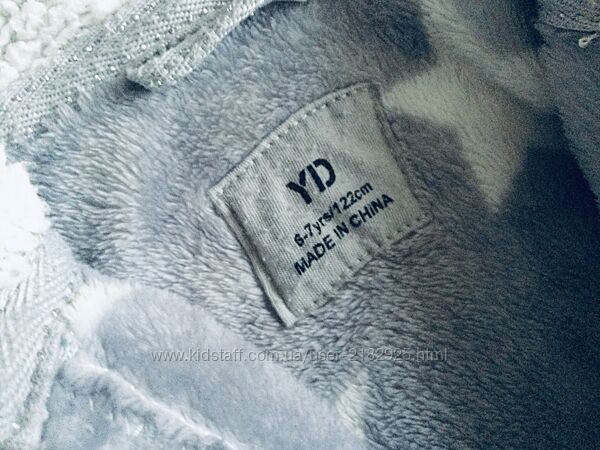 YD
6-7yrs/122cm
MADE IN CHINA
www.kidstaff.com.ua/user-2182925.html